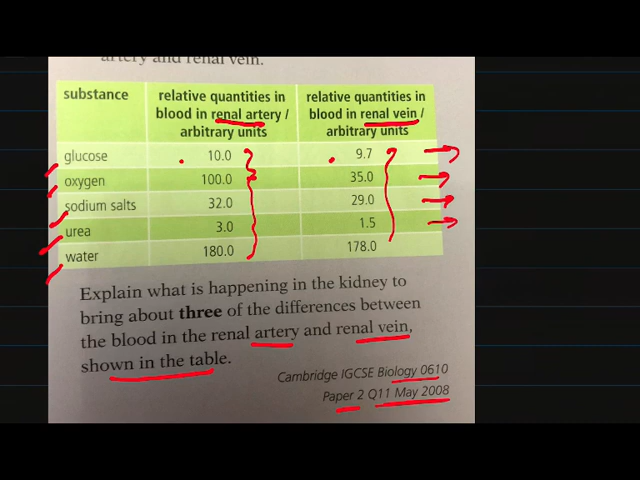 artery and renal vein.
substance relative quantities in blood in renal artery / arbitrary units relative quantities in blood in renal vein / arbitrary units
glucose 10.0 9.7
oxygen 100.0 35.0
sodium salts 32.0 29.0
urea 3.0 1.5
water 180.0 178.0
Explain what is happening in the kidney to
bring about three of the differences between
the blood in the renal artery and renal vein,
shown in the table.
Cambridge IGCSE Biology 0610
Paper 2 Q11 May 2008